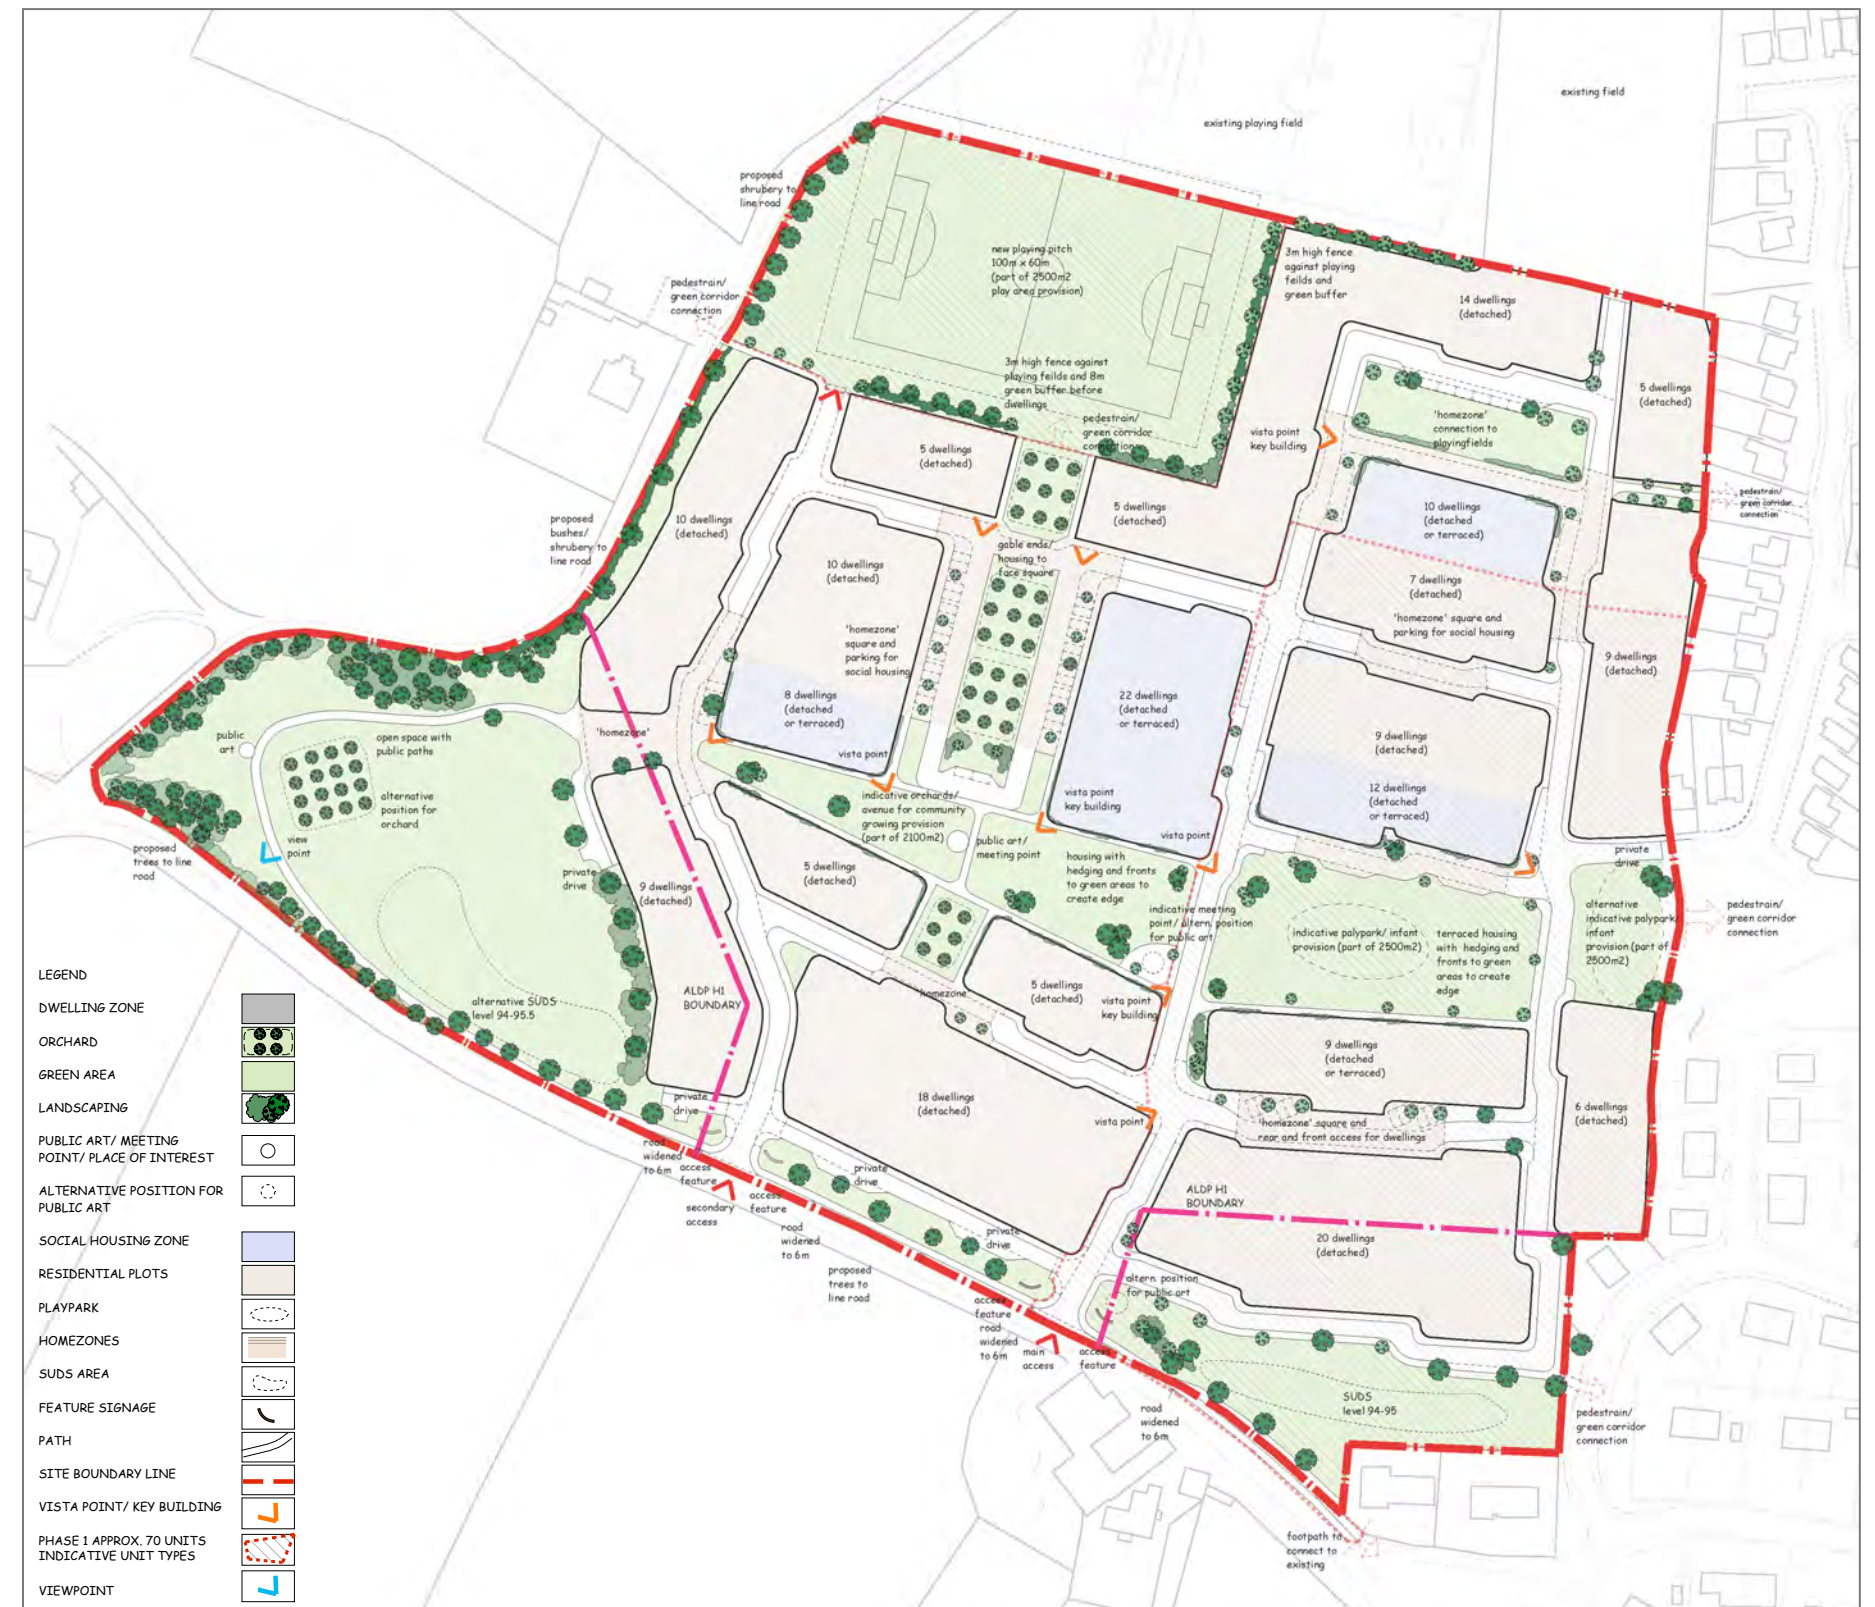 existing field
existing playing field
proposed
shrubery to
line road
new playing pitch
100m x 60m
(part of 2500m2
play area provision)
3m high fence
against playing
feilds and
green buffer
14 dwellings
(detached)
pedestrain/
green corridor
connection
3m high fence against
playing feilds and 8m
green buffer before
dwellings
5 dwellings
(detached)
pedestrain/
green corridor
connection
vista point
key building
'homezone'
connection to
playingfields
5 dwellings
(detached)
pedestrain/
green corridor
connection
proposed
bushes/
shrubery to
line road
10 dwellings
(detached)
5 dwellings
(detached)
10 dwellings
(detached
or terraced)
gable ends/
housing to
face square
10 dwellings
(detached)
7 dwellings
(detached)
'homezone' square and
parking for social housing
'homezone'
square and
parking for
social housing
9 dwellings
(detached)
8 dwellings
(detached
or terraced)
22 dwellings
(detached
or terraced)
public
art
open space with
public paths
'homezone'
vista point
9 dwellings
(detached)
alternative
position for
orchard
indicative orchards/
avenue for community
growing provision
(part of 2100m2)
vista point
key building
12 dwellings
(detached
or terraced)
view
point
proposed
trees to line
road
public art/
meeting point
vista point
private
drive
5 dwellings
(detached)
housing with
hedging and fronts
to green areas to
create edge
private
drive
9 dwellings
(detached)
indicative meeting
point/ altern. position
for public art
indicative palypark/ infant
provision (part of 2500m2)
terraced housing
with hedging and
fronts to green
areas to create
edge
alternative
indicative palypark/
infant
provision (part of
2500m2)
pedestrain/
green corridor
connection
alternative SUDS
level 94-95.5
ALDP H1
BOUNDARY
'homezone'
5 dwellings
(detached)
vista point
key building
9 dwellings
(detached
or terraced)
18 dwellings
(detached)
private
drive
vista point
'homezone' square and
rear and front access for dwellings
6 dwellings
(detached)
road
widened
to 6m
access
feature
secondary
access
access
feature
private
drive
road
widened
to 6m
private
drive
ALDP H1
BOUNDARY
20 dwellings
(detached)
proposed
trees to
line road
altern. position
for public art
access
feature
road
widened
to 6m
main
access
access
feature
SUDS
level 94-95
road
widened
to 6m
pedestrain/
green corridor
connection
footpath to
connect to
existing
LEGEND
DWELLING ZONE
ORCHARD
GREEN AREA
LANDSCAPING
PUBLIC ART/ MEETING
POINT/ PLACE OF INTEREST
ALTERNATIVE POSITION FOR
PUBLIC ART
SOCIAL HOUSING ZONE
RESIDENTIAL PLOTS
PLAYPARK
HOMEZONES
SUDS AREA
FEATURE SIGNAGE
PATH
SITE BOUNDARY LINE
VISTA POINT/ KEY BUILDING
PHASE 1 APPROX. 70 UNITS
INDICATIVE UNIT TYPES
VIEWPOINT